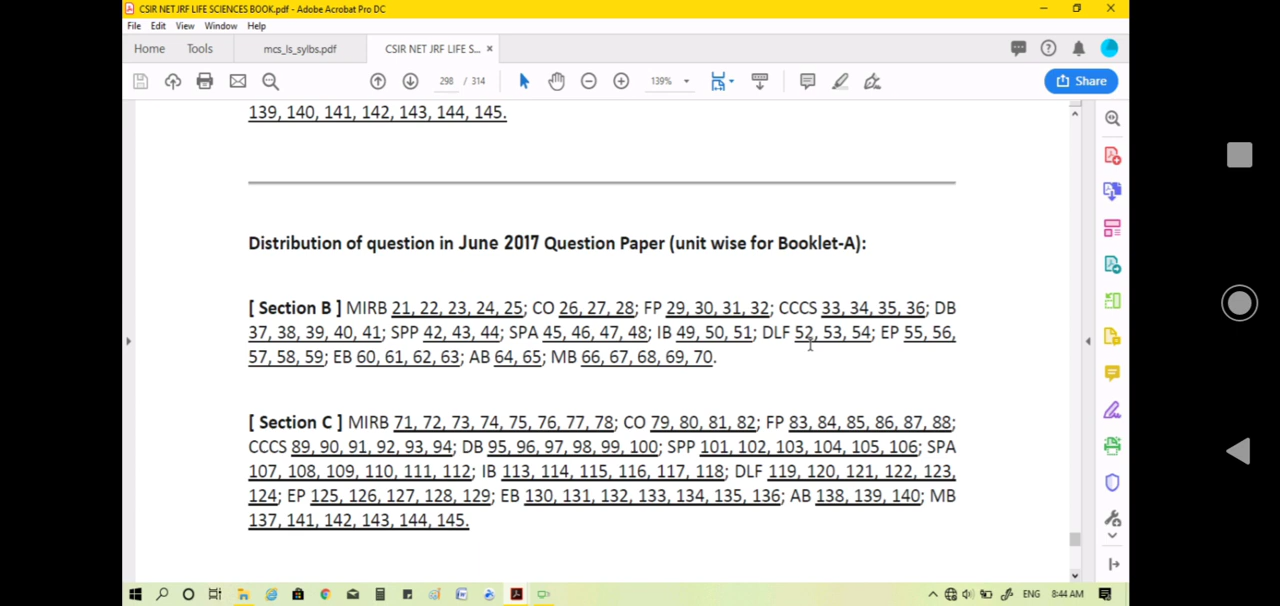 CSIR NET JRF LIFE SCIENCES BOOK.pdf - Adobe Acrobat Pro DC
File Edit View Window Help
Home Tools mcs_ls_sylbs.pdf CSIR NET JRF LIFE S... ×
298 / 314 139% Share
139, 140, 141, 142, 143, 144, 145.
Distribution of question in June 2017 Question Paper (unit wise for Booklet-A):
[ Section B ] MIRB 21, 22, 23, 24, 25; CO 26, 27, 28; FP 29, 30, 31, 32; CCCS 33, 34, 35, 36; DB
37, 38, 39, 40, 41; SPP 42, 43, 44; SPA 45, 46, 47, 48; IB 49, 50, 51; DLF 52, 53, 54; EP 55, 56,
57, 58, 59; EB 60, 61, 62, 63; AB 64, 65; MB 66, 67, 68, 69, 70.
[ Section C ] MIRB 71, 72, 73, 74, 75, 76, 77, 78; CO 79, 80, 81, 82; FP 83, 84, 85, 86, 87, 88;
CCCS 89, 90, 91, 92, 93, 94; DB 95, 96, 97, 98, 99, 100; SPP 101, 102, 103, 104, 105, 106; SPA
107, 108, 109, 110, 111, 112; IB 113, 114, 115, 116, 117, 118; DLF 119, 120, 121, 122, 123,
124; EP 125, 126, 127, 128, 129; EB 130, 131, 132, 133, 134, 135, 136; AB 138, 139, 140; MB
137, 141, 142, 143, 144, 145.
ENG 8:44 AM